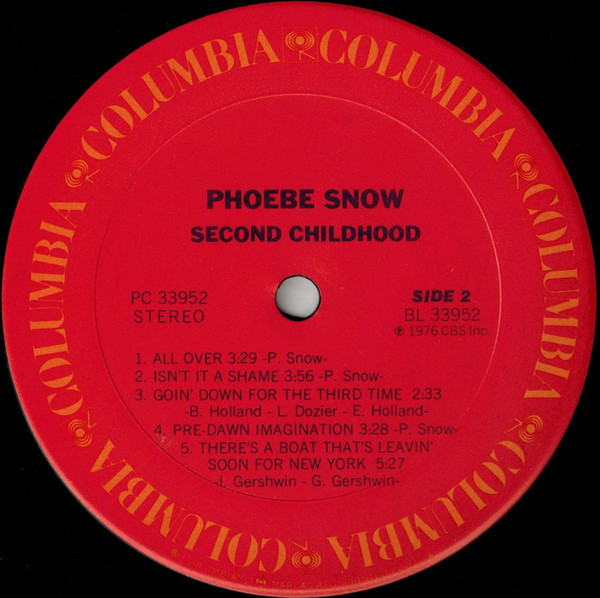 COLUMBIA COLUMBIA COLUMBIA COLUMBIA COLUMBIA COLUMBIA
PHOEBE SNOW
SECOND CHILDHOOD
PC 33952
STEREO
SIDE 2
BL 33952
℗ 1976 CBS Inc.
1. ALL OVER 3:29 -P. Snow-
2. ISN'T IT A SHAME 3:56 -P. Snow-
3. GOIN' DOWN FOR THE THIRD TIME 2:33
-B. Holland - L. Dozier - E. Holland-
4. PRE-DAWN IMAGINATION 3:28 -P. Snow-
5. THERE'S A BOAT THAT'S LEAVIN'
SOON FOR NEW YORK 5:27
-I. Gershwin - G. Gershwin-